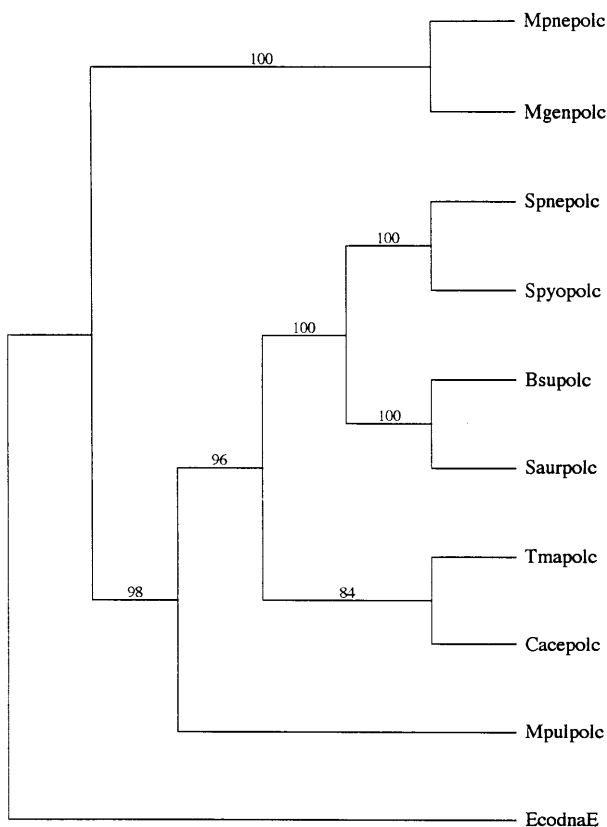 Mpnepolc
100
Mgenpolc
Spnepolc
100
Spyopolc
100
Bsupolc
100
Saurpolc
96
Tmapolc
98
84
Cacepolc
Mpulpolc
EcodnaE